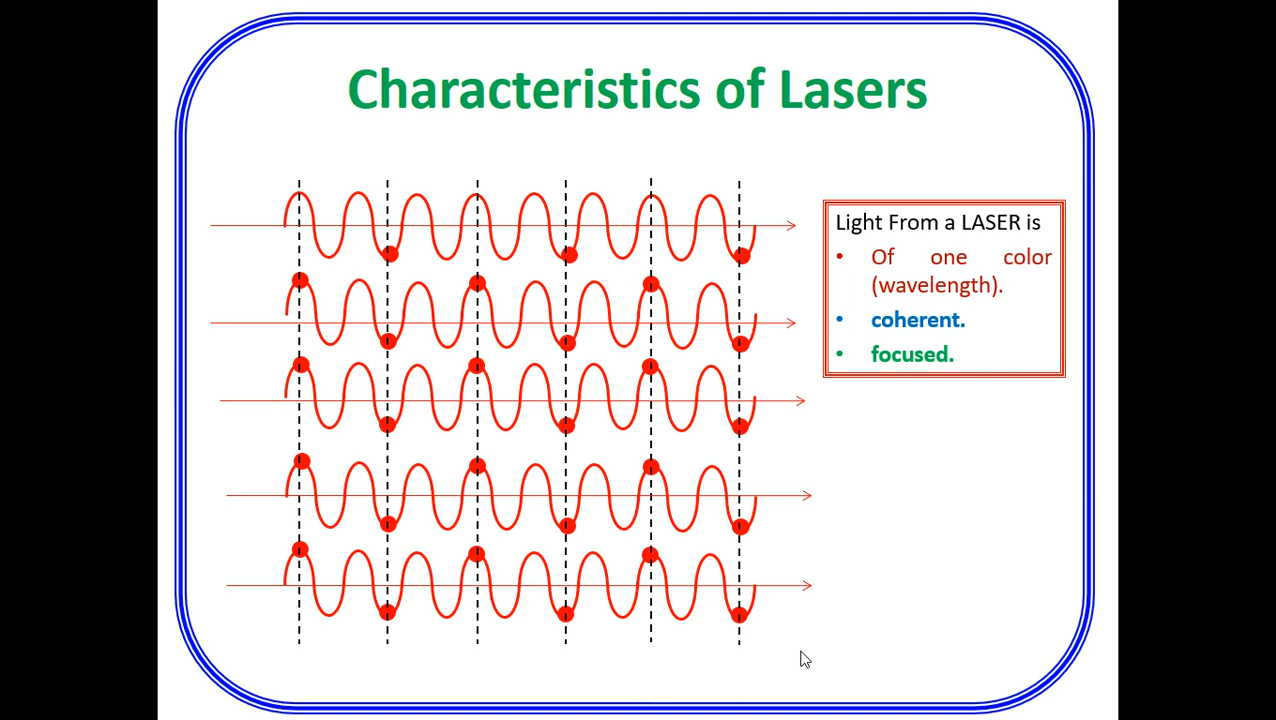 Characteristics of Lasers
Light From a LASER is
• Of one color
(wavelength).
• coherent.
• focused.